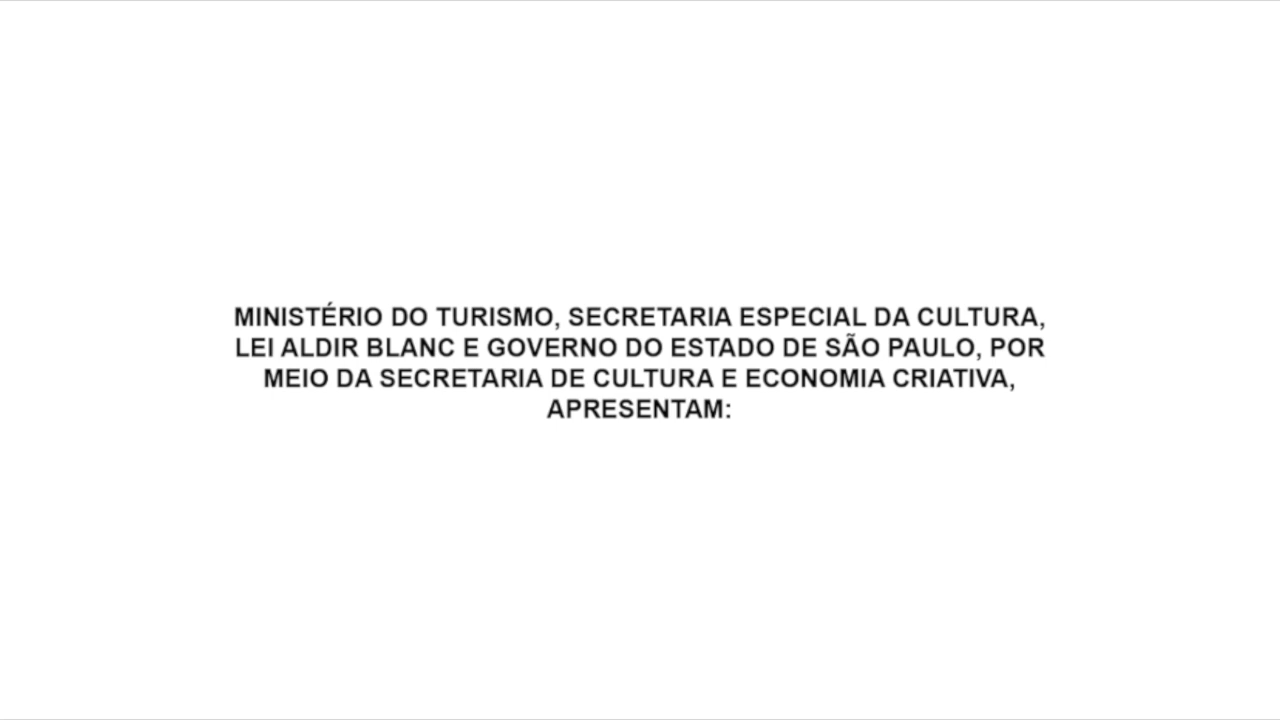 MINISTÉRIO DO TURISMO, SECRETARIA ESPECIAL DA CULTURA,
LEI ALDIR BLANC E GOVERNO DO ESTADO DE SÃO PAULO, POR
MEIO DA SECRETARIA DE CULTURA E ECONOMIA CRIATIVA,
APRESENTAM: